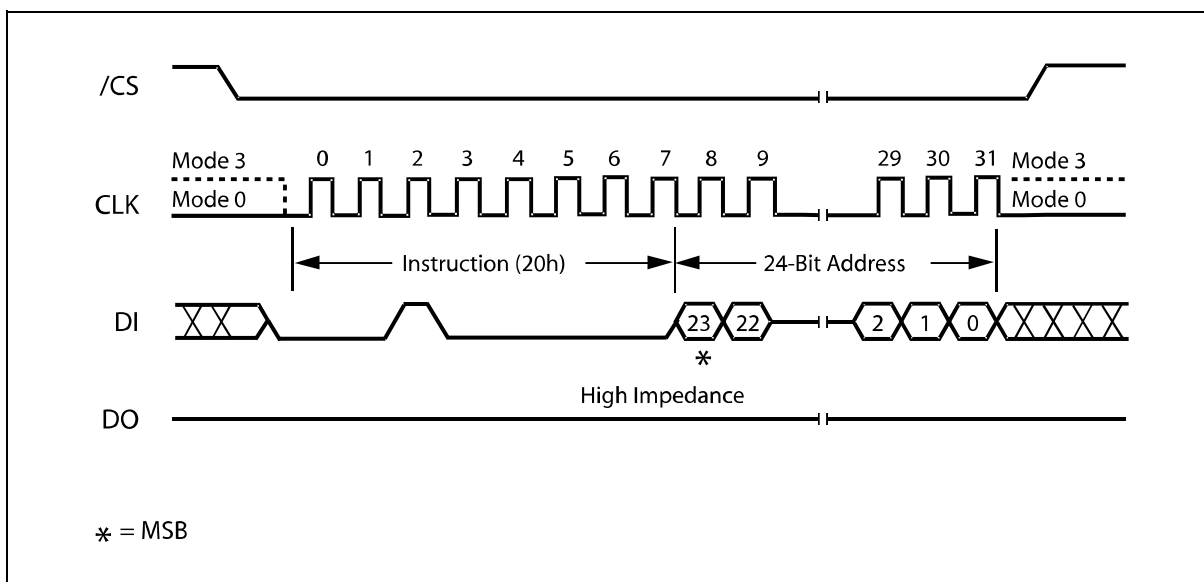 /CS
Mode 3 0 1 2 3 4 5 6 7 8 9 29 30 31 Mode 3
CLK Mode 0 Mode 0
Instruction (20h) 24-Bit Address
DI 23 22 2 1 0
*
High Impedance
DO
* = MSB